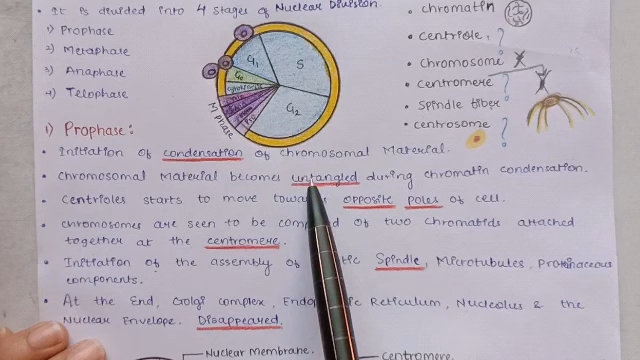 It is divided into 4 stages of Nuclear Division.
1) Prophase
2) Metaphase
3) Anaphase
4) Telophase
G1
S
G2
G0
M phase
• chromatin
• centriole, ?
• chromosome
• centromere ?
• spindle fiber
• centrosome ?
1) Prophase:
• Initiation of condensation of chromosomal Material.
• Chromosomal Material becomes untangled during chromatin condensation.
• Centrioles starts to move towards opposite poles of cell.
• chromosomes are seen to be of two chromatids attached
together at the centromere.
• Initiation of the assembly of Spindle, Microtubules, Proteinaceous
components.
• At the End, Golgi complex, Reticulum, Nucleolus & the
Nuclear Envelope. Disappeared.
Nuclear Membrane.
Centromere.